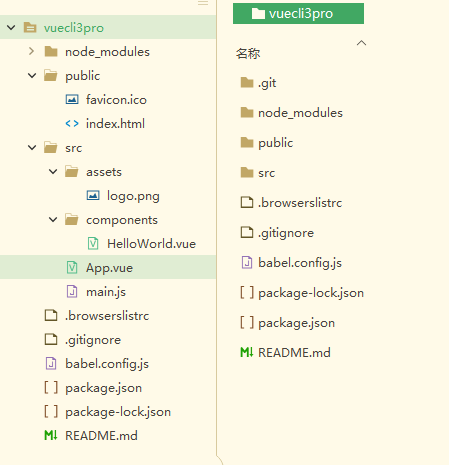 vuecli3pro
node_modules
public
favicon.ico
index.html
src
assets
logo.png
components
HelloWorld.vue
App.vue
main.js
.browserslistrc
.gitignore
babel.config.js
package.json
package-lock.json
README.md
vuecli3pro
名称
.git
node_modules
public
src
.browserslistrc
.gitignore
babel.config.js
package-lock.json
package.json
README.md